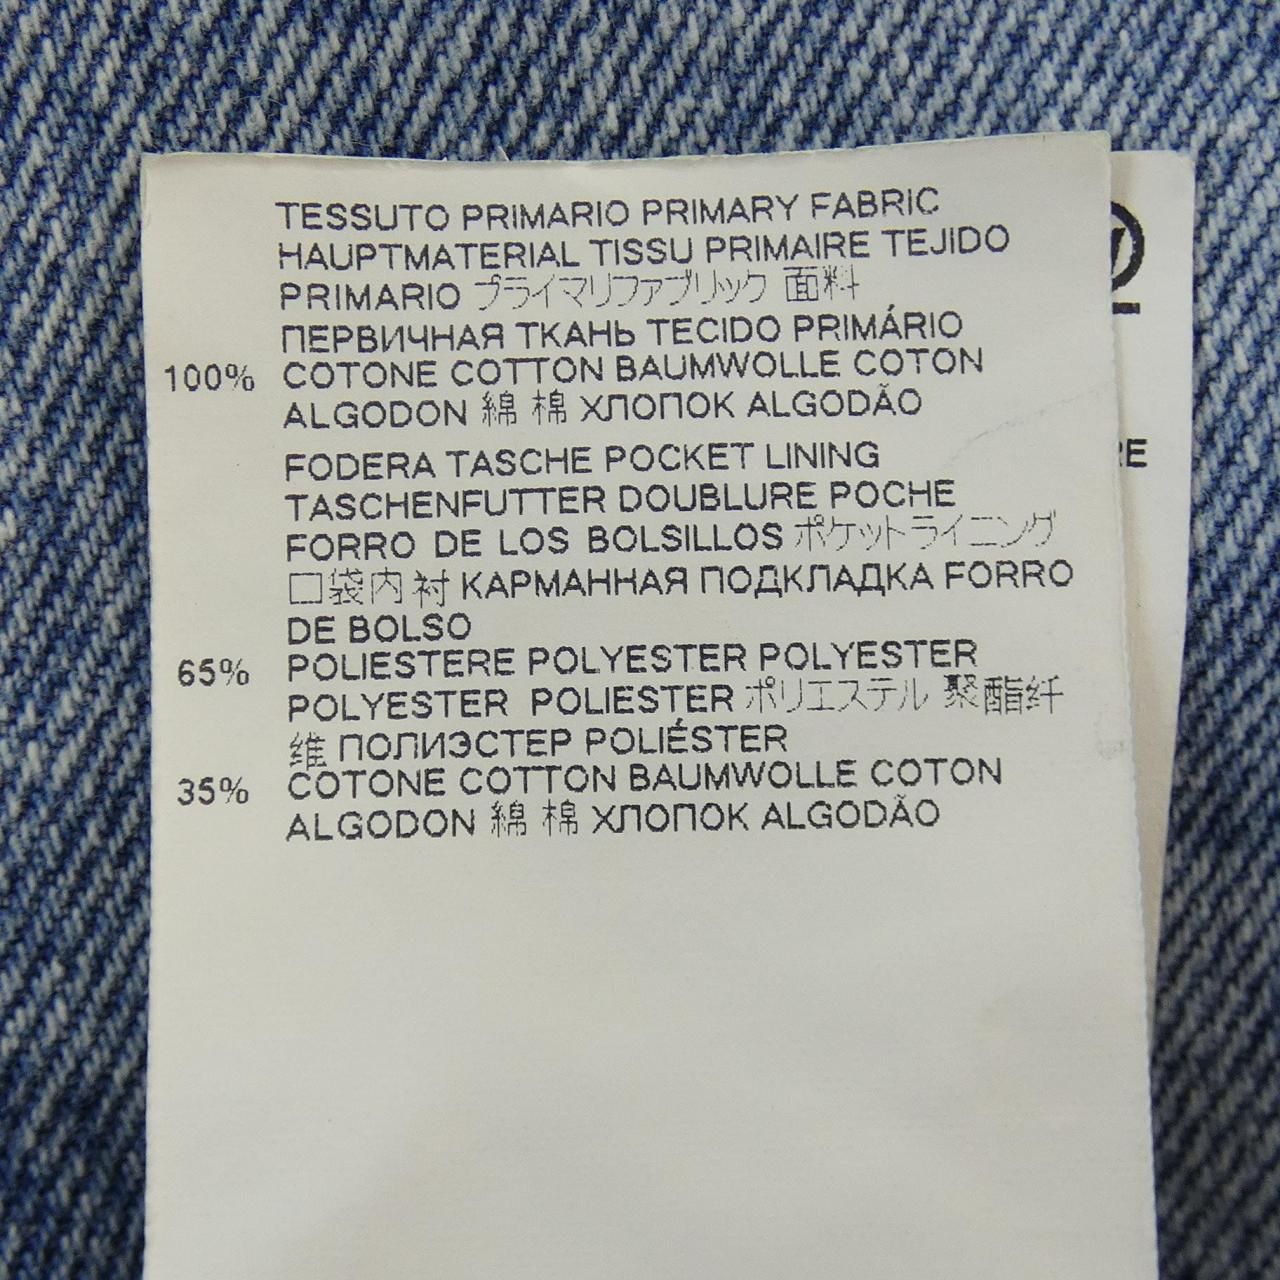 TESSUTO PRIMARIO PRIMARY FABRIC
HAUPTMATERIAL TISSU PRIMAIRE TEJIDO
PRIMARIO プライマリファブリック 面料
ПЕРВИЧНАЯ ТКАНЬ TECIDO PRIMÁRIO
100% COTONE COTTON BAUMWOLLE COTON
ALGODON 綿 棉 ХЛОПОК ALGODÃO
FODERA TASCHE POCKET LINING
TASCHENFUTTER DOUBLURE POCHE
FORRO DE LOS BOLSILLOS ポケットライニング
口袋内衬 КАРМАННАЯ ПОДКЛАДКА FORRO
DE BOLSO
65% POLIESTERE POLYESTER POLYESTER
POLYESTER POLIESTER ポリエステル 聚酯纤
维 ПОЛИЭСТЕР POLIÉSTER
35% COTONE COTTON BAUMWOLLE COTON
ALGODON 綿 棉 ХЛОПОК ALGODÃO